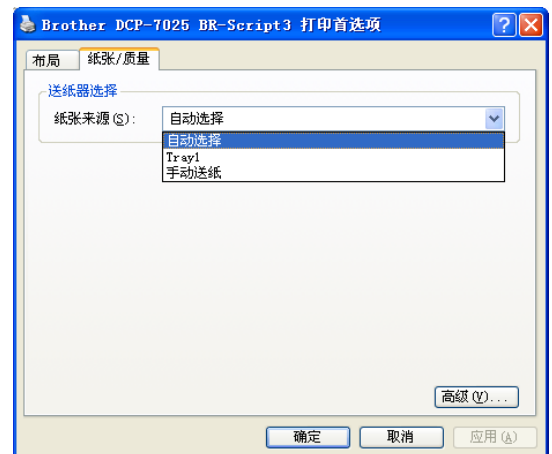 Brother DCP-7025 BR-Script3 打印首选项
布局 纸张/质量
送纸器选择
纸张来源(S): 自动选择
自动选择
Tray1
手动送纸
高级(V)...
确定 取消 应用(A)